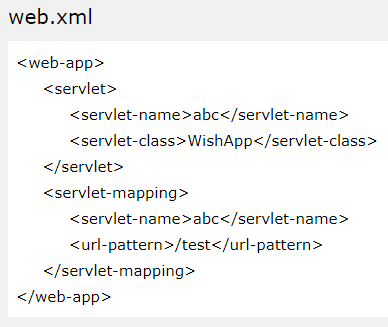 web.xml
<web-app>
<servlet>
<servlet-name>abc</servlet-name>
<servlet-class>WishApp</servlet-class>
</servlet>
<servlet-mapping>
<servlet-name>abc</servlet-name>
<url-pattern>/test</url-pattern>
</servlet-mapping>
</web-app>